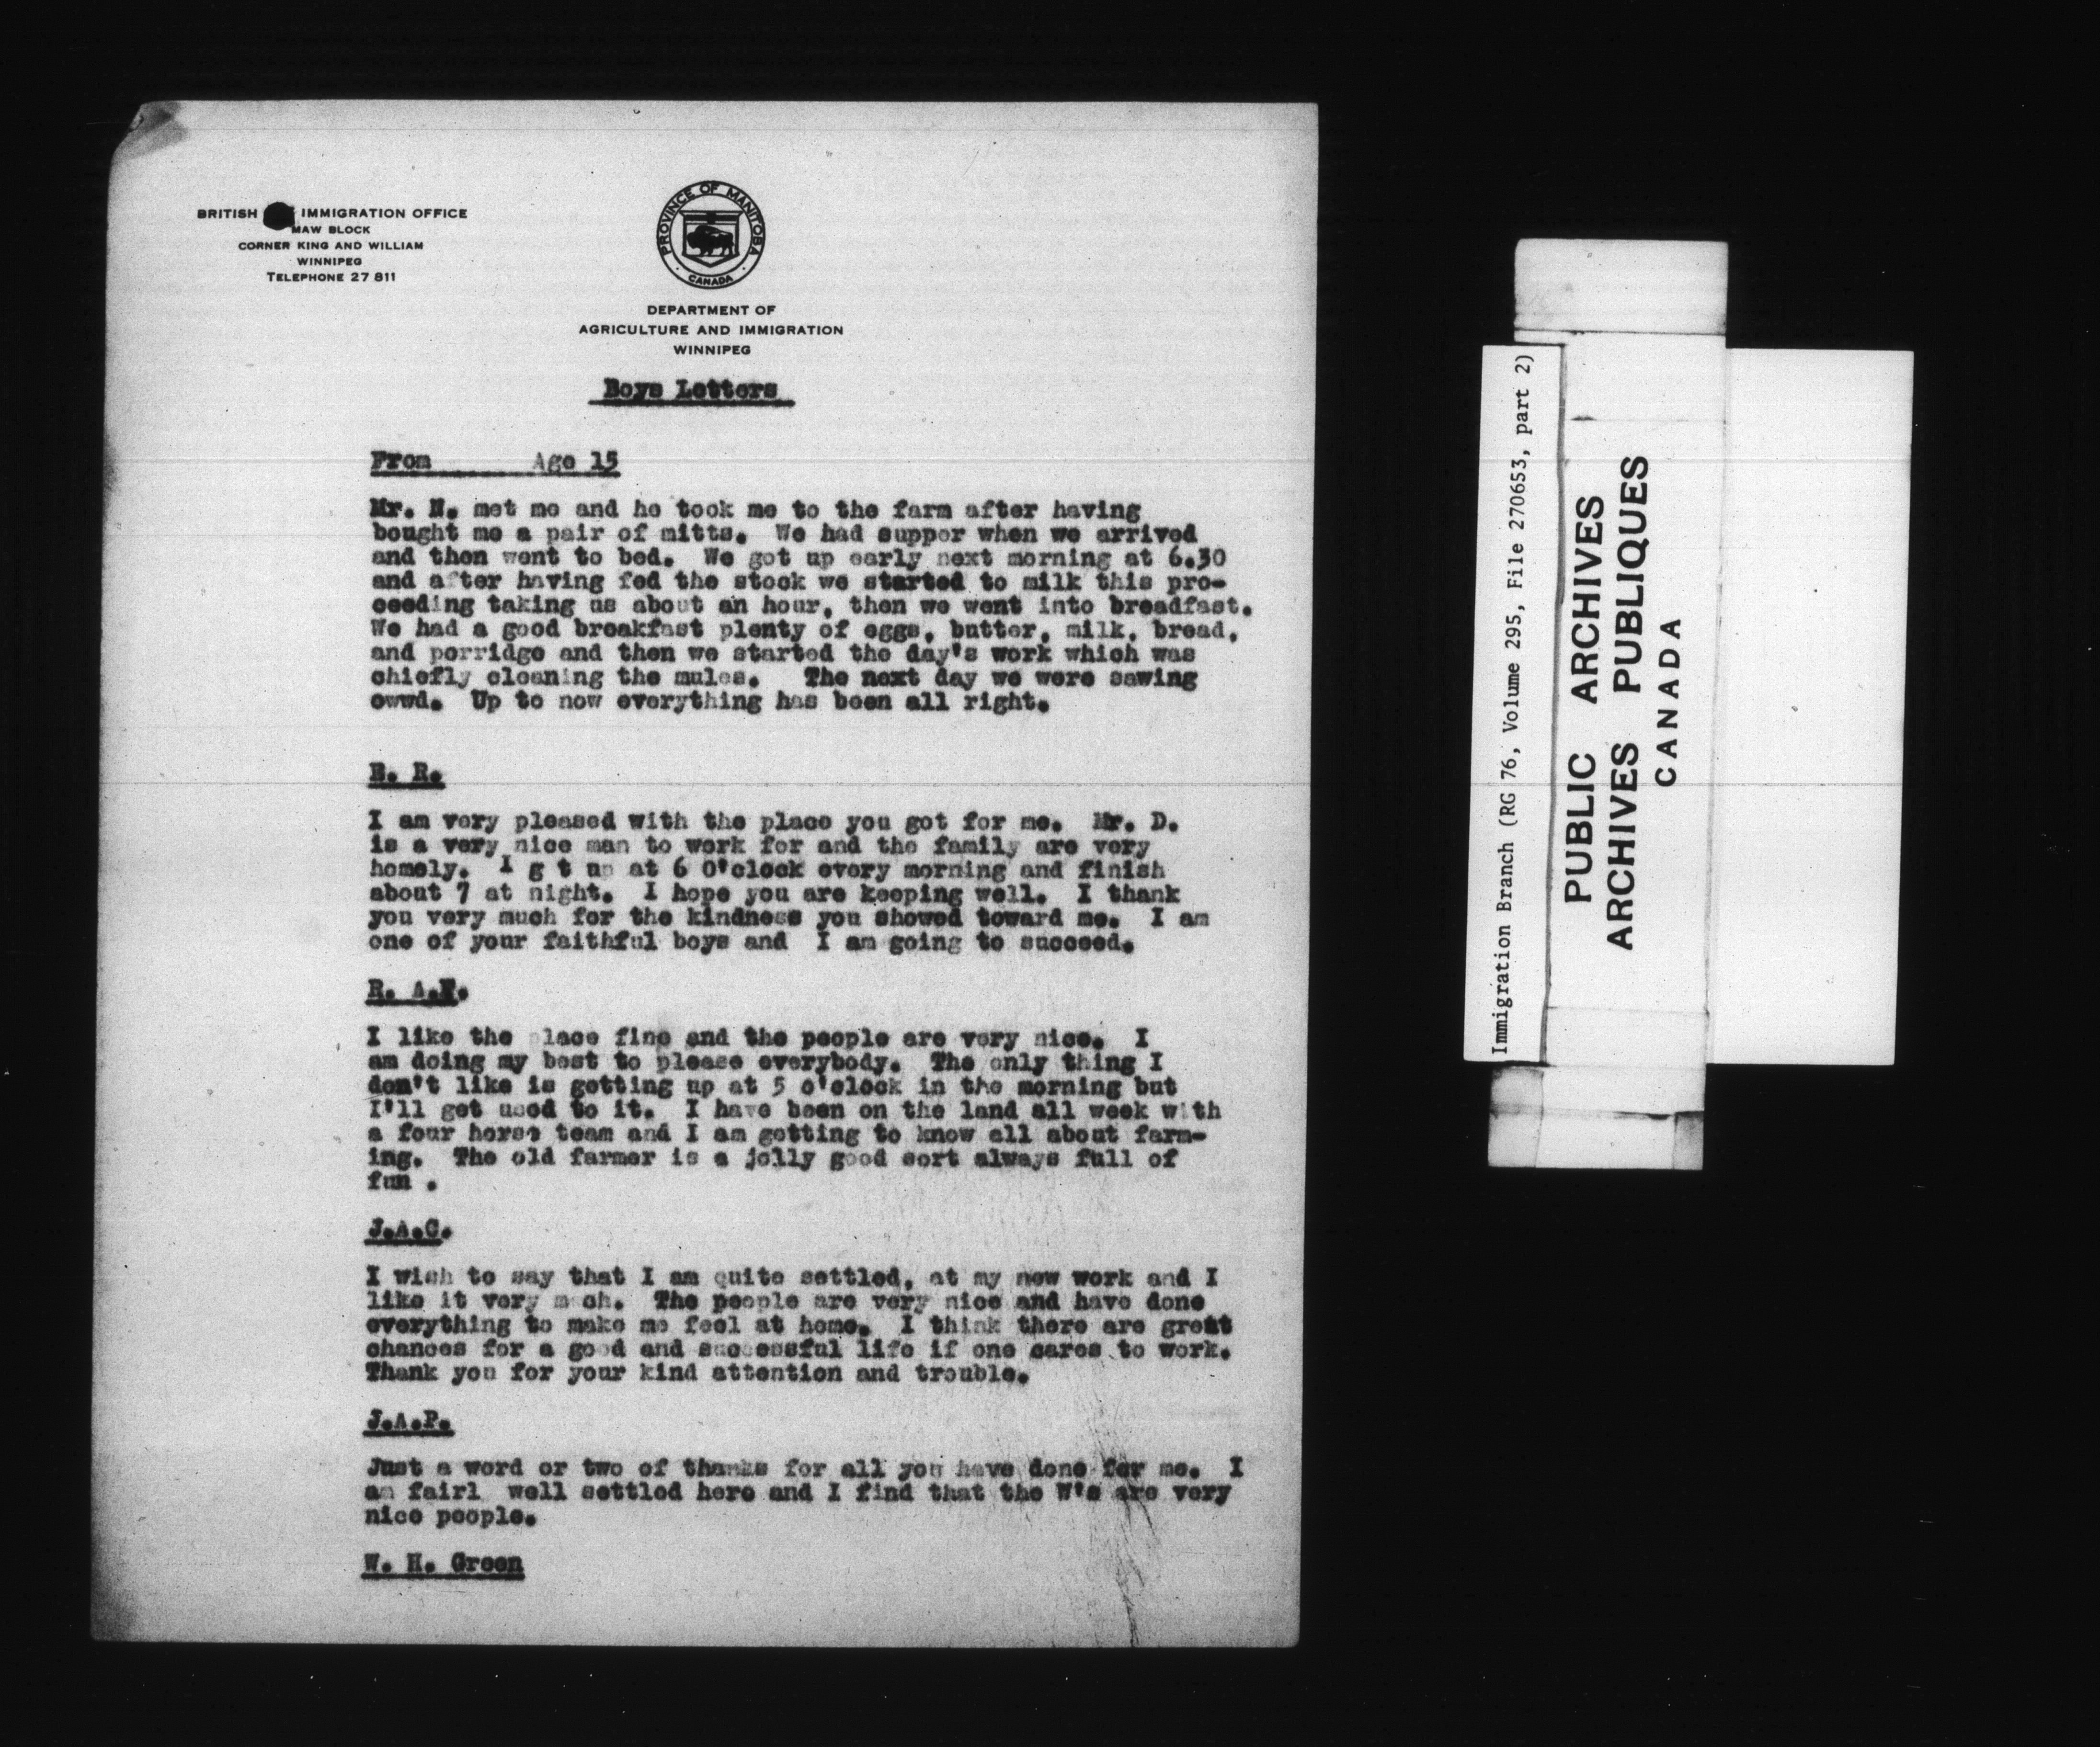 BRITISH IMMIGRATION OFFICE
MAW BLOCK
CORNER KING AND WILLIAM
WINNIPEG
TELEPHONE 27 811
PROVINCE OF MANITOBA
CANADA
DEPARTMENT OF
AGRICULTURE AND IMMIGRATION
WINNIPEG
Boys Letters
From Age 15
Mr. N. met me and he took me to the farm after having
bought me a pair of mitts. We had supper when we arrived
and then went to bed. We got up early next morning at 6.30
and after having fed the stock we started to milk this pro-
ceeding taking us about an hour, then we went into breadfast.
We had a good breakfast plenty of eggs, butter, milk, bread,
and porridge and then we started the day's work which was
chiefly cleaning the mules. The next day we were sawing
owwd. Up to now everything has been all right.
E. R.
I am very pleased with the place you got for me. Mr. D.
is a very nice man to work for and the family are very
homely. I g t up at 6 O'clock every morning and finish
about 7 at night. I hope you are keeping well. I thank
you very much for the kindness you showed toward me. I am
one of your faithful boys and I am going to succeed.
R. A.
I like the lace fine and the people are very nice. I
am doing my best to please everybody. The only thing I
don't like is getting up at 5 o'clock in the morning but
I'll get used to it. I have been on the land all week with
a four horse team and I am getting to know all about farm-
ing. The old farmer is a jolly good sort always full of
fun .
J.A.C.
I wish to say that I am quite settled, at my new work and I
like it very m ch. The people are very nice and have done
everything to make me feel at home. I think there are great
chances for a good and successful life if one cares to work.
Thank you for your kind attention and trouble.
J.A.P.
Just a word or two of thanks for all you have done for me. I
am fairl well settled here and I find that the W's are very
nice people.
W. H. Green
Immigration Branch (RG 76, Volume 295, File 270653, part 2)
PUBLIC ARCHIVES
ARCHIVES PUBLIQUES
CANADA